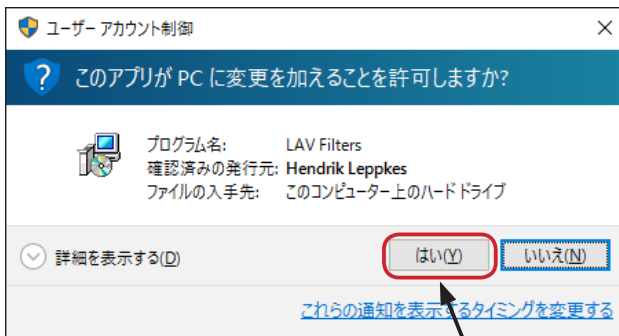 ユーザー アカウント制御
このアプリが PC に変更を加えることを許可しますか?
プログラム名: LAV Filters
確認済みの発行元: Hendrik Leppkes
ファイルの入手先: このコンピューター上のハード ドライブ
詳細を表示する(D)
はい(Y) いいえ(N)
これらの通知を表示するタイミングを変更する